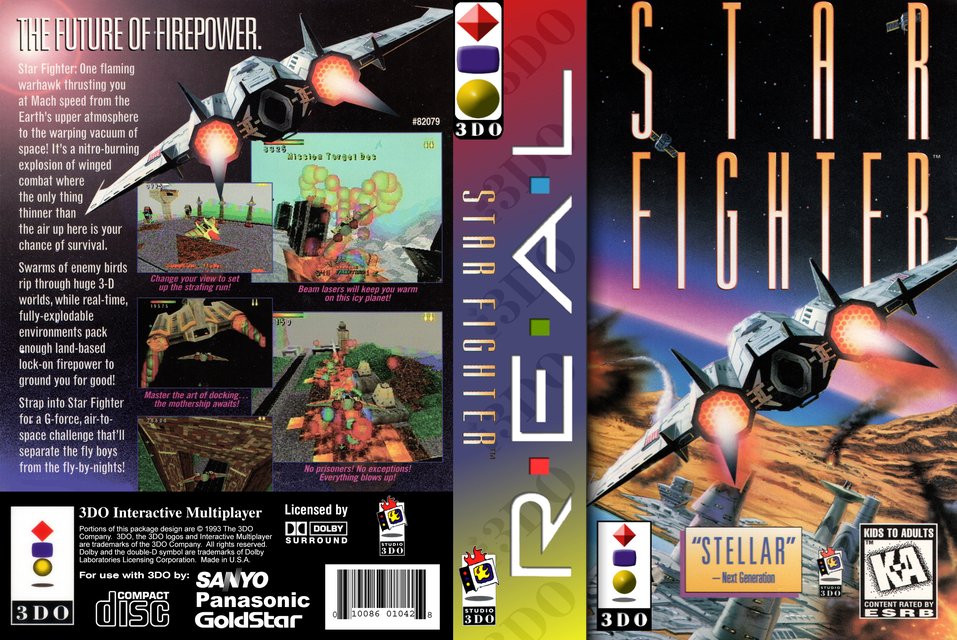 THE FUTURE OF FIREPOWER.
Star Fighter: One flaming
warhawk thrusting you
at Mach speed from the
Earth's upper atmosphere
to the warping vacuum of
space! It's a nitro-burning
explosion of winged
combat where
the only thing
thinner than
the air up here is your
chance of survival.
Swarms of enemy birds
rip through huge 3-D
worlds, while real-time,
fully-explodable
environments pack
enough land-based
lock-on firepower to
ground you for good!
Strap into Star Fighter
for a G-force, air-to-
space challenge that'll
separate the fly boys
from the fly-by-nights!
#82079
Mission Target Des
Change your view to set
up the strafing run!
Beam lasers will keep you warm
on this icy planet!
Master the art of docking...
the mothership awaits!
No prisoners! No exceptions!
Everything blows up!
3DO
3DO Interactive Multiplayer
Portions of this package design are © 1993 The 3DO
Company. 3DO, the 3DO logos and Interactive Multiplayer
are trademarks of the 3DO Company. All rights reserved.
Dolby and the double-D symbol are trademarks of Dolby
Laboratories Licensing Corporation. Made in U.S.A.
For use with 3DO by:
COMPACT
disc
SANYO
Panasonic
GoldStar
Licensed by
DOLBY
SURROUND
STUDIO
3DO
0 10086 01042 8
3DO
STAR FIGHTER™
REAL
STUDIO
3DO
STAR
FIGHTER™
3DO
"STELLAR"
—Next Generation
STUDIO
3DO
KIDS TO ADULTS
K-A
CONTENT RATED BY
ESRB